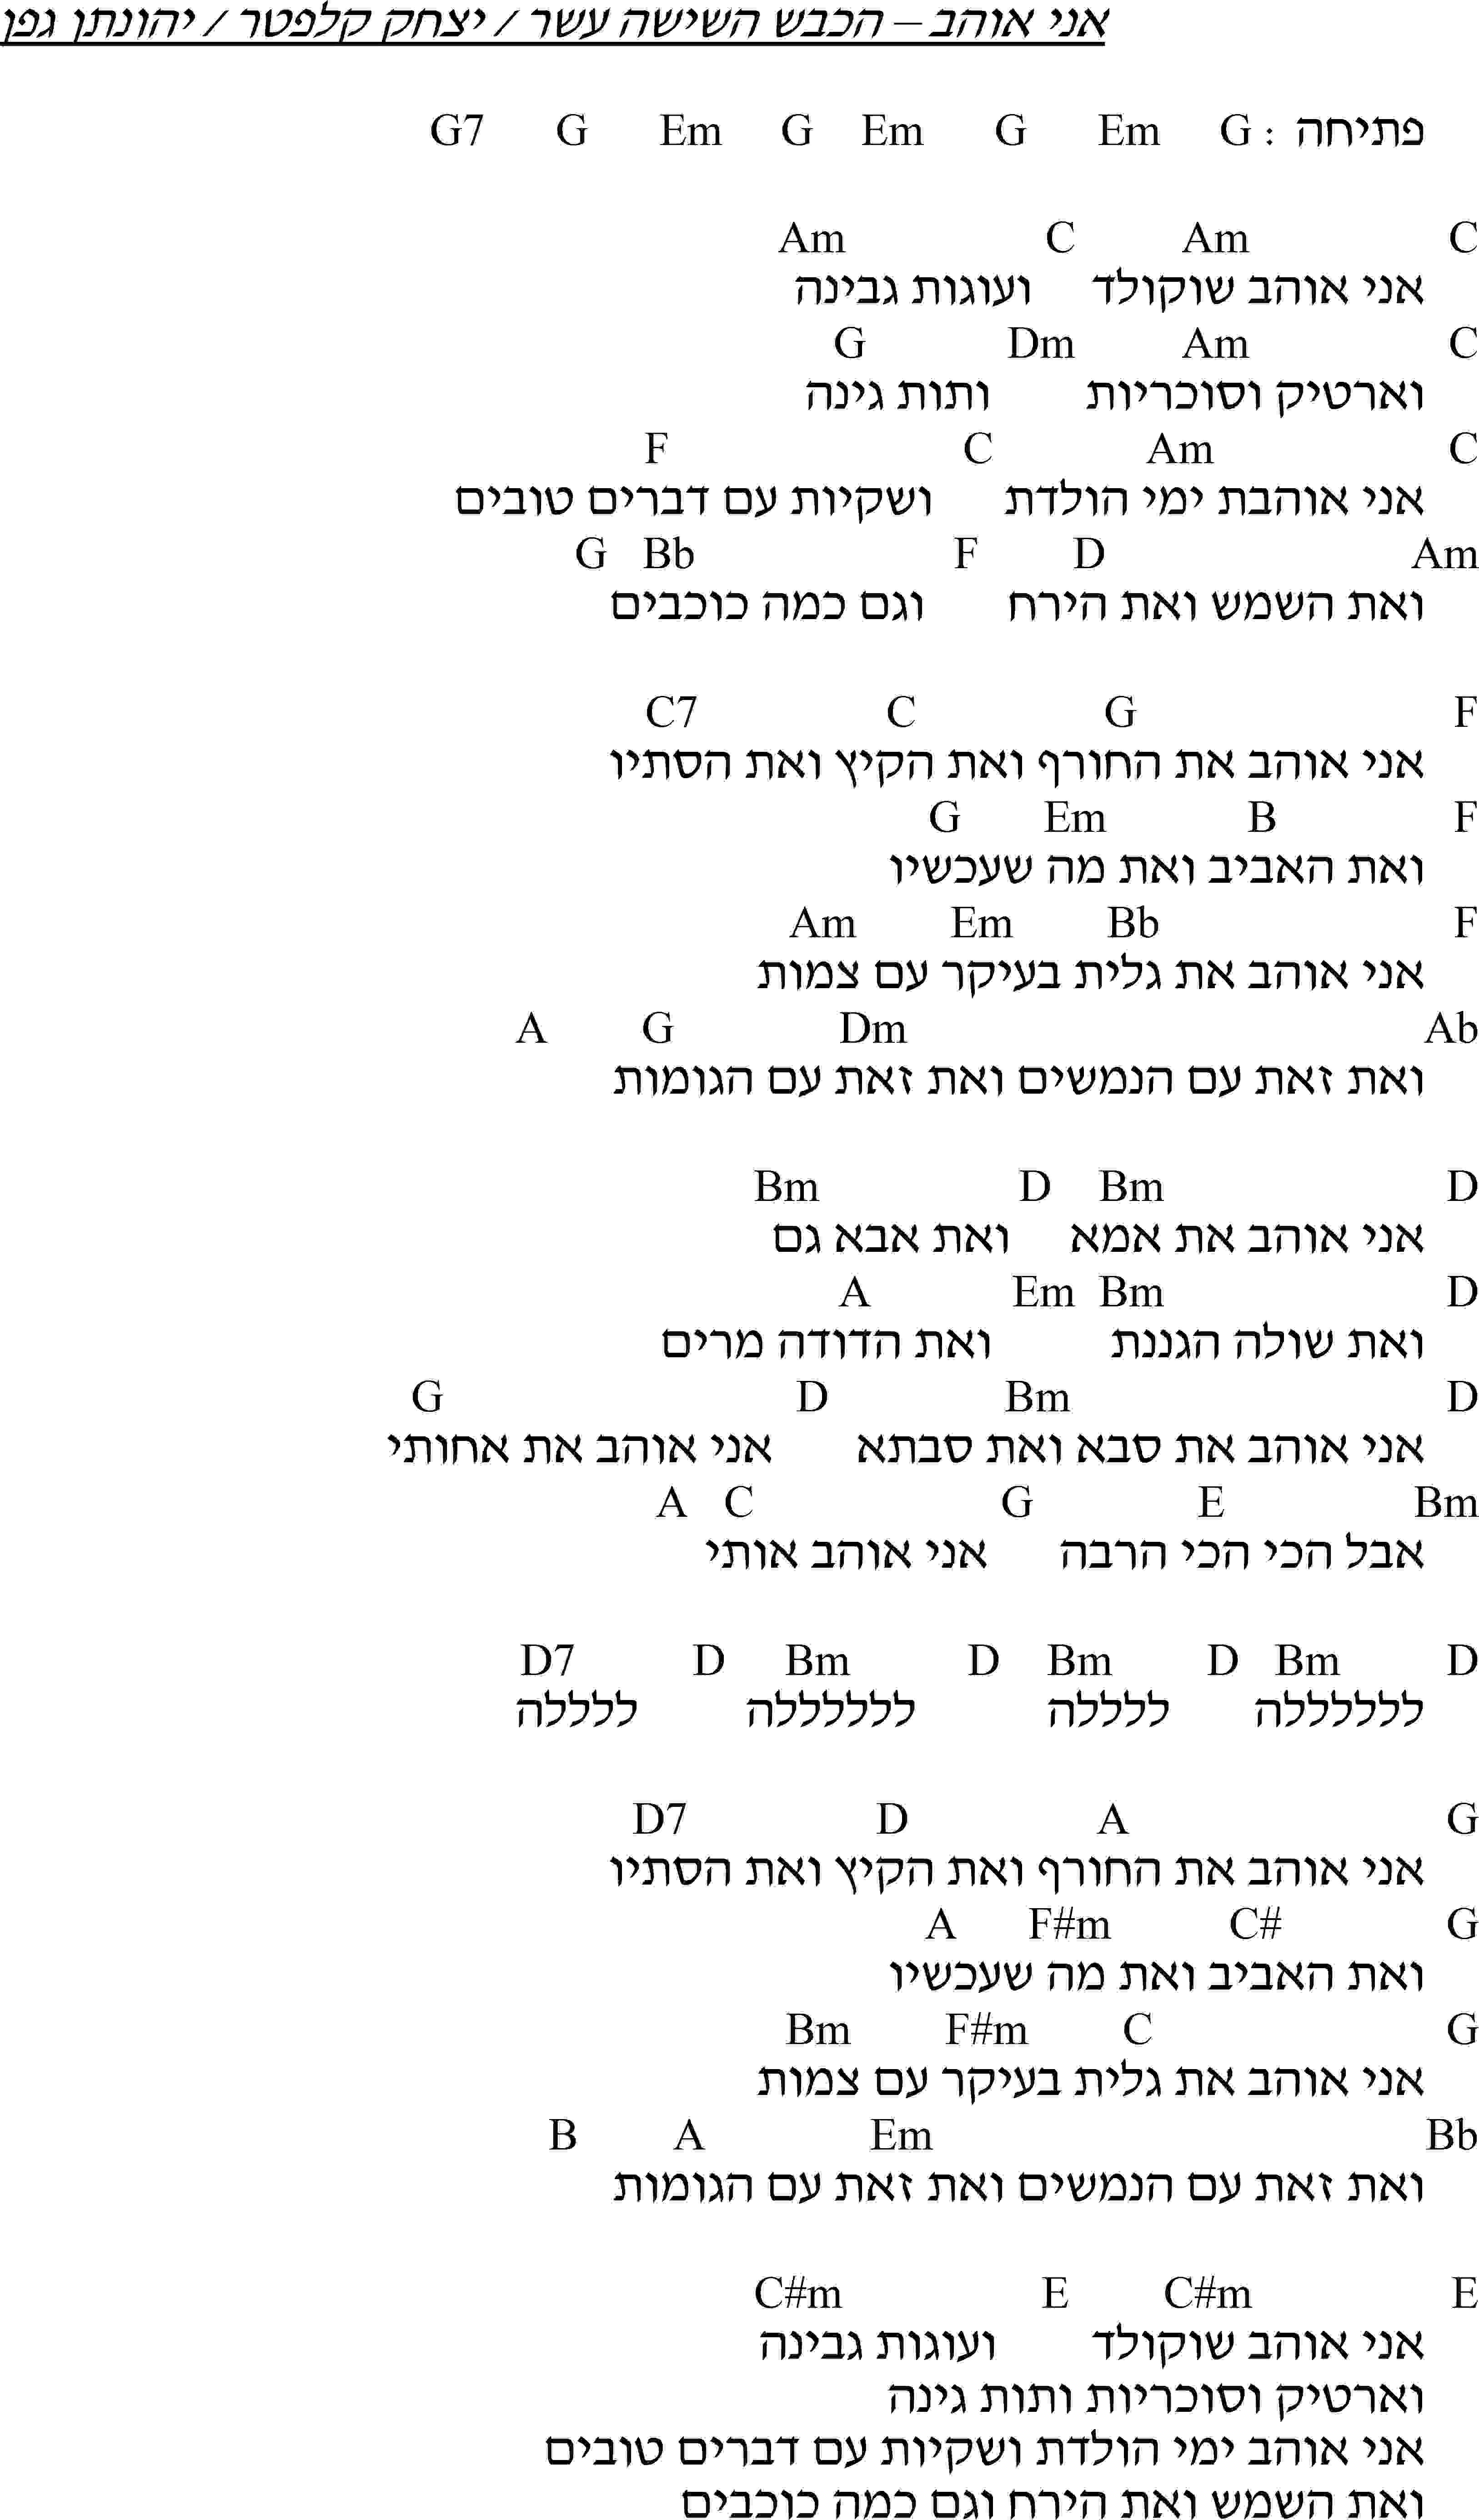 אני אוהב – הכבש השישה עשר / יצחק קלפטר / יהונתן גפן
פתיחה : G Em G Em G Em G G7
C Am C Am
אני אוהב שוקולד ועוגות גבינה
C Am Dm G
וארטיק וסוכריות ותות גינה
C Am C F
אני אוהבת ימי הולדת ושקיות עם דברים טובים
Am D F Bb G
ואת השמש ואת הירח וגם כמה כוכבים
F G C C7
אני אוהב את החורף ואת הקיץ ואת הסתיו
F B Em G
ואת האביב ואת מה שעכשיו
F Bb Em Am
אני אוהב את גלית בעיקר עם צמות
Ab Dm G A
ואת זאת עם הנמשים ואת זאת עם הגומות
D Bm D Bm
אני אוהב את אמא ואת אבא גם
D Bm Em A
ואת שולה הגננת ואת הדודה מרים
D Bm D G
אני אוהב את סבא ואת סבתא אני אוהב את אחותי
Bm E G C A
אבל הכי הכי הרבה אני אוהב אותי
D Bm D Bm D Bm D D7
לללללללה לללללה לללללללה לללללה
G A D D7
אני אוהב את החורף ואת הקיץ ואת הסתיו
G C# F#m A
ואת האביב ואת מה שעכשיו
G C F#m Bm
אני אוהב את גלית בעיקר עם צמות
Bb Em A B
ואת זאת עם הנמשים ואת זאת עם הגומות
E C#m E C#m
אני אוהב שוקולד ועוגות גבינה
וארטיק וסוכריות ותות גינה
אני אוהב ימי הולדת ושקיות עם דברים טובים
ואת השמש ואת הירח וגם כמה כוכבים